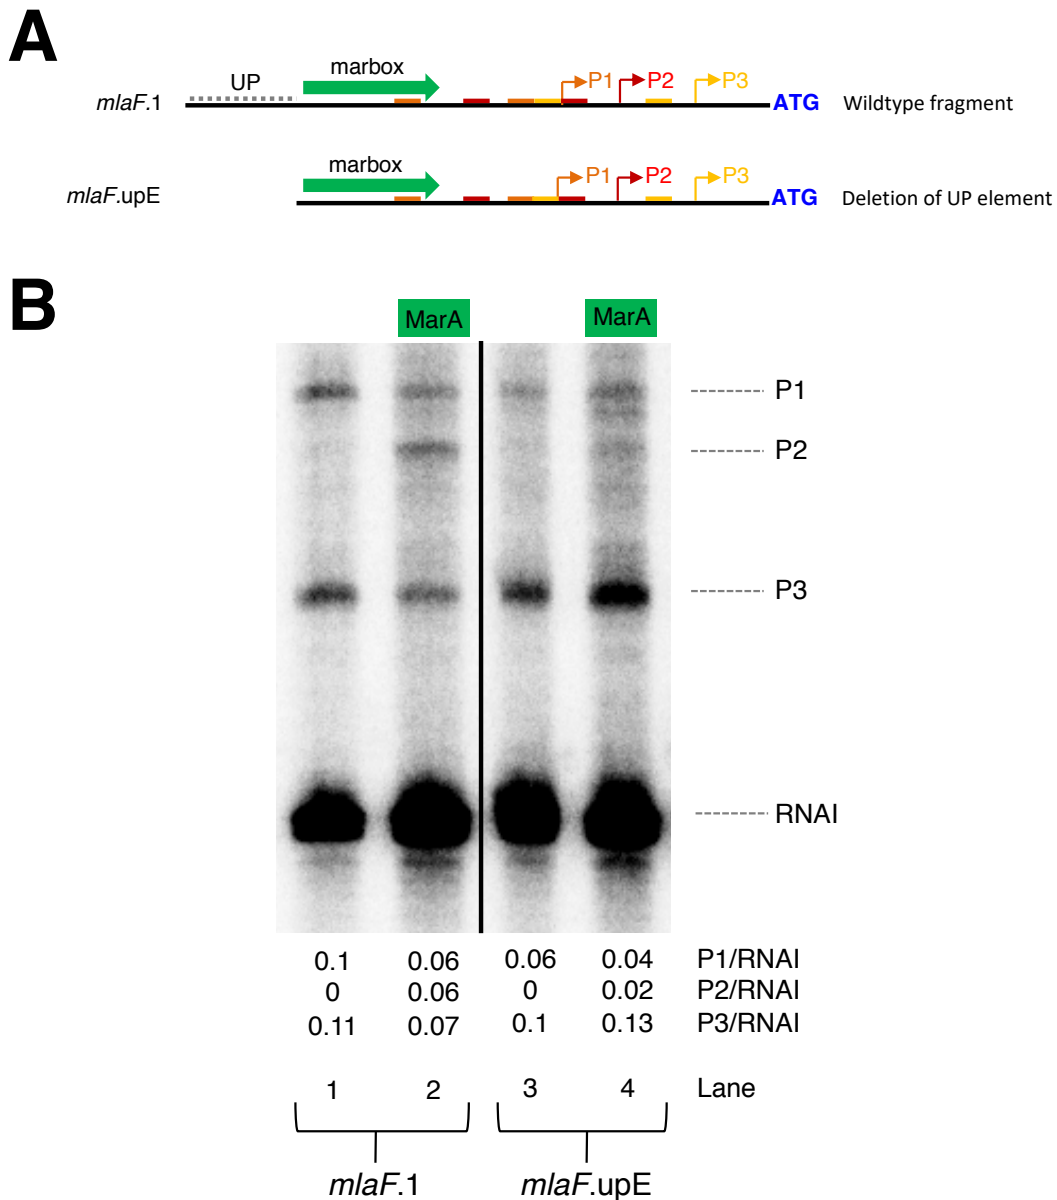 A
UP marbox P1 P2 P3
mlaF.1 ATG Wildtype fragment
marbox P1 P2 P3
mlaF.upE ATG Deletion of UP element
B
MarA MarA
P1
P2
P3
RNAI
0.1 0.06 0.06 0.04 P1/RNAI
0 0.06 0 0.02 P2/RNAI
0.11 0.07 0.1 0.13 P3/RNAI
1 2 3 4 Lane
mlaF.1 mlaF.upE